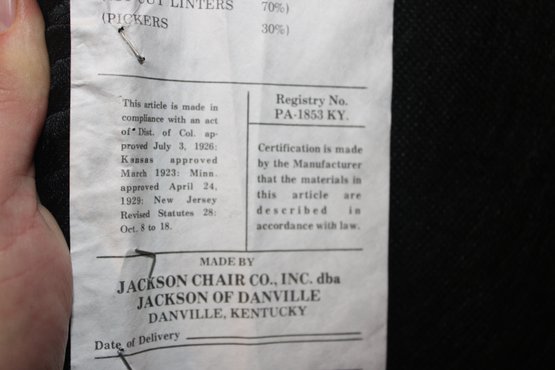 CUT LINTERS 70%)
(PICKERS 30%)
This article is made in
compliance with an act
of Dist. of Col. ap-
proved July 3, 1926:
Kansas approved
March 1923: Minn.
approved April 24,
1929: New Jersey
Revised Statutes 28:
Oct. 8 to 18.
Registry No.
PA-1853 KY.
Certification is made
by the Manufacturer
that the materials in
this article are
described in
accordance with law.
MADE BY
JACKSON CHAIR CO., INC. dba
JACKSON OF DANVILLE
DANVILLE, KENTUCKY
Date of Delivery